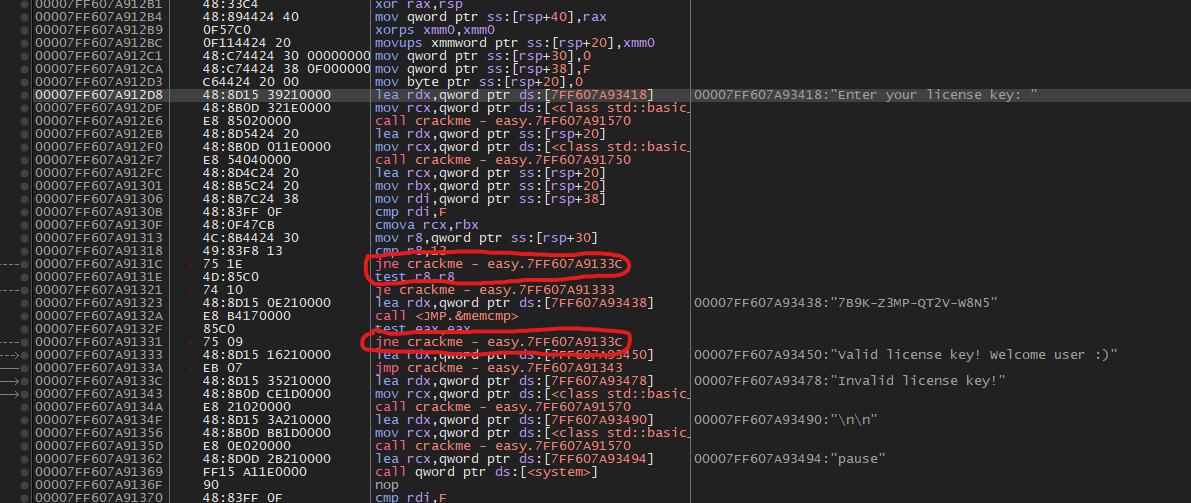 00007FF607A912B1 48:33C4 xor rax,rsp
00007FF607A912B4 48:894424 40 mov qword ptr ss:[rsp+40],rax
00007FF607A912B9 0F57C0 xorps xmm0,xmm0
00007FF607A912BC 0F114424 20 movups xmmword ptr ss:[rsp+20],xmm0
00007FF607A912C1 48:C74424 30 00000000 mov qword ptr ss:[rsp+30],0
00007FF607A912CA 48:C74424 38 0F000000 mov qword ptr ss:[rsp+38],F
00007FF607A912D3 C64424 20 00 mov byte ptr ss:[rsp+20],0
00007FF607A912D8 48:8D15 39210000 lea rdx,qword ptr ds:[7FF607A93418] 00007FF607A93418:"Enter your license key: "
00007FF607A912DF 48:8B0D 321E0000 mov rcx,qword ptr ds:[<class std::basic_
00007FF607A912E6 E8 85020000 call crackme - easy.7FF607A91570
00007FF607A912EB 48:8D5424 20 lea rdx,qword ptr ss:[rsp+20]
00007FF607A912F0 48:8B0D 011E0000 mov rcx,qword ptr ds:[<class std::basic_
00007FF607A912F7 E8 54040000 call crackme - easy.7FF607A91750
00007FF607A912FC 48:8D4C24 20 lea rcx,qword ptr ss:[rsp+20]
00007FF607A91301 48:8B5C24 20 mov rbx,qword ptr ss:[rsp+20]
00007FF607A91306 48:8B7C24 38 mov rdi,qword ptr ss:[rsp+38]
00007FF607A9130B 48:83FF 0F cmp rdi,F
00007FF607A9130F 48:0F47CB cmova rcx,rbx
00007FF607A91313 4C:8B4424 30 mov r8,qword ptr ss:[rsp+30]
00007FF607A91318 49:83F8 13 cmp r8,13
00007FF607A9131C 75 1E jne crackme - easy.7FF607A9133C
00007FF607A9131E 4D:85C0 test r8,r8
00007FF607A91321 74 10 je crackme - easy.7FF607A91333
00007FF607A91323 48:8D15 0E210000 lea rdx,qword ptr ds:[7FF607A93438] 00007FF607A93438:"7B9K-Z3MP-QT2V-W8N5"
00007FF607A9132A E8 B4170000 call <JMP.&memcmp>
00007FF607A9132F 85C0 test eax,eax
00007FF607A91331 75 09 jne crackme - easy.7FF607A9133C
00007FF607A91333 48:8D15 16210000 lea rdx,qword ptr ds:[7FF607A93450] 00007FF607A93450:"Valid license key! Welcome user :)"
00007FF607A9133A EB 07 jmp crackme - easy.7FF607A91343
00007FF607A9133C 48:8D15 35210000 lea rdx,qword ptr ds:[7FF607A93478] 00007FF607A93478:"Invalid license key!"
00007FF607A91343 48:8B0D CE1D0000 mov rcx,qword ptr ds:[<class std::basic_
00007FF607A9134A E8 21020000 call crackme - easy.7FF607A91570
00007FF607A9134F 48:8D15 3A210000 lea rdx,qword ptr ds:[7FF607A93490] 00007FF607A93490:"\n\n"
00007FF607A91356 48:8B0D BB1D0000 mov rcx,qword ptr ds:[<class std::basic_
00007FF607A9135D E8 0E020000 call crackme - easy.7FF607A91570
00007FF607A91362 48:8D0D 2B210000 lea rcx,qword ptr ds:[7FF607A93494] 00007FF607A93494:"pause"
00007FF607A91369 FF15 A11E0000 call qword ptr ds:[<system>]
00007FF607A9136F 90 nop
00007FF607A91370 48:83FF 0F cmp rdi,F